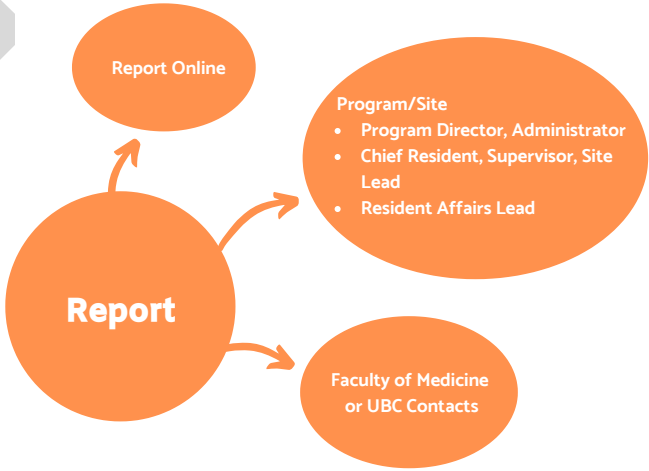 Report Online
Program/Site
• Program Director, Administrator
• Chief Resident, Supervisor, Site
Lead
• Resident Affairs Lead
Report
Faculty of Medicine
or UBC Contacts